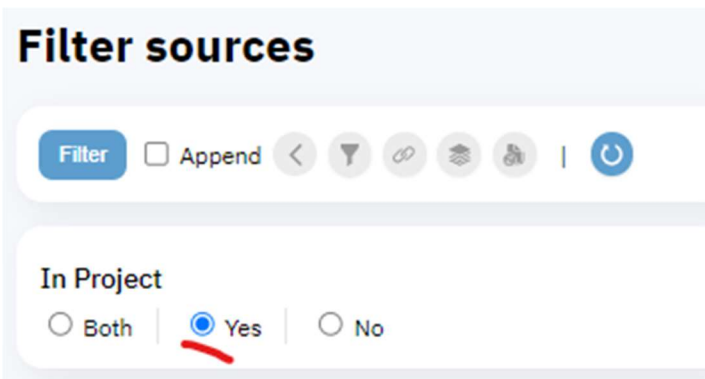 Filter sources
Filter Append |
In Project
Both Yes No